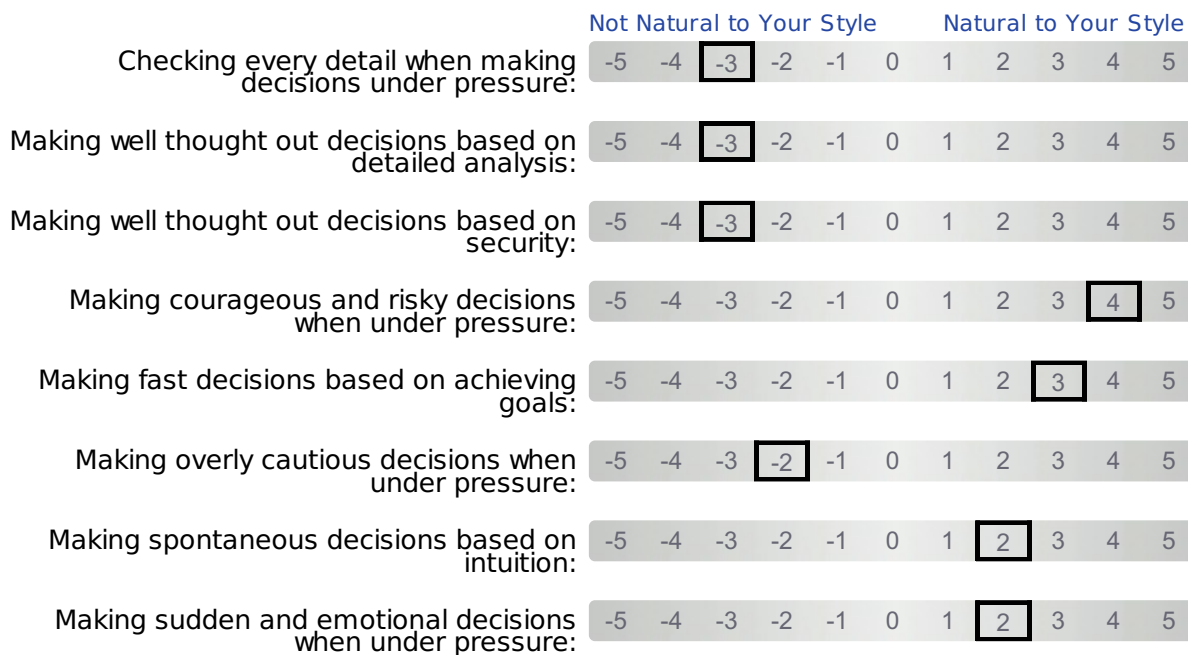 Not Natural to Your Style Natural to Your Style
Checking every detail when making
decisions under pressure:
-5 -4 -3 -2 -1 0 1 2 3 4 5
Making well thought out decisions based on
detailed analysis:
-5 -4 -3 -2 -1 0 1 2 3 4 5
Making well thought out decisions based on
security:
-5 -4 -3 -2 -1 0 1 2 3 4 5
Making courageous and risky decisions
when under pressure:
-5 -4 -3 -2 -1 0 1 2 3 4 5
Making fast decisions based on achieving
goals:
-5 -4 -3 -2 -1 0 1 2 3 4 5
Making overly cautious decisions when
under pressure:
-5 -4 -3 -2 -1 0 1 2 3 4 5
Making spontaneous decisions based on
intuition:
-5 -4 -3 -2 -1 0 1 2 3 4 5
Making sudden and emotional decisions
when under pressure:
-5 -4 -3 -2 -1 0 1 2 3 4 5